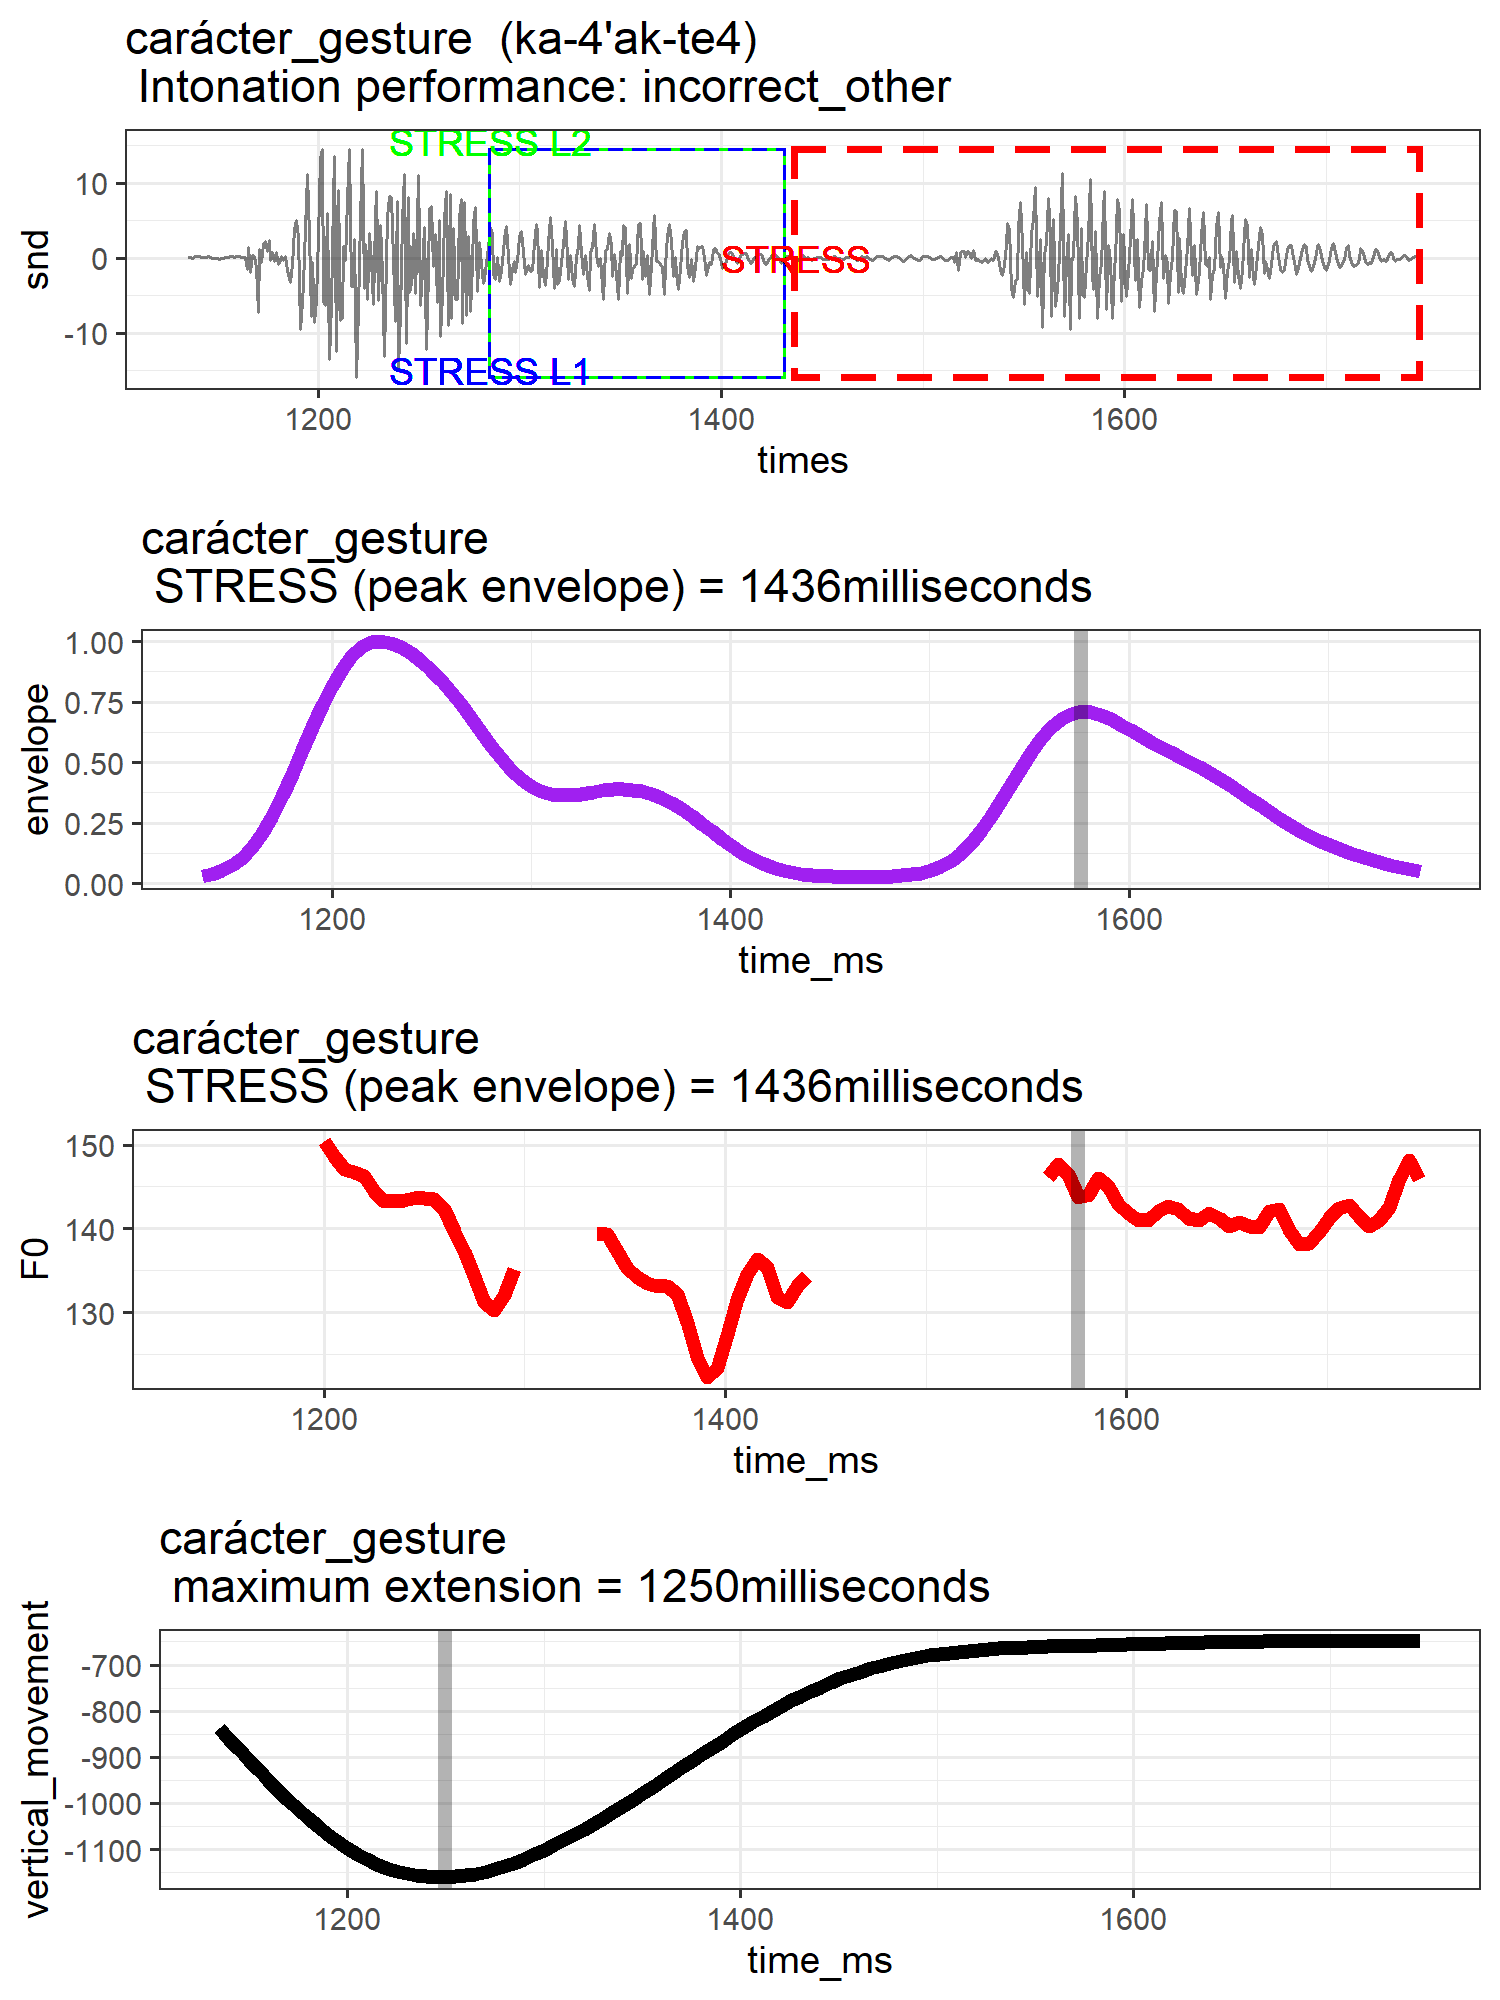 carácter_gesture  (ka-4'ak-te4)
Intonation performance: incorrect_other
STRESS L2
STRESS
STRESS L1
snd
10
0
-10
1200
1400
1600
times
carácter_gesture
STRESS (peak envelope) = 1436milliseconds
envelope
1.00
0.75
0.50
0.25
0.00
1200
1400
1600
time_ms
carácter_gesture
STRESS (peak envelope) = 1436milliseconds
F0
150
140
130
1200
1400
1600
time_ms
carácter_gesture
maximum extension = 1250milliseconds
vertical_movement
-700
-800
-900
-1000
-1100
1200
1400
1600
time_ms